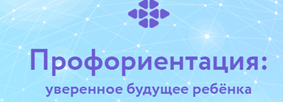 Профориентация:
уверенное будущее ребёнка